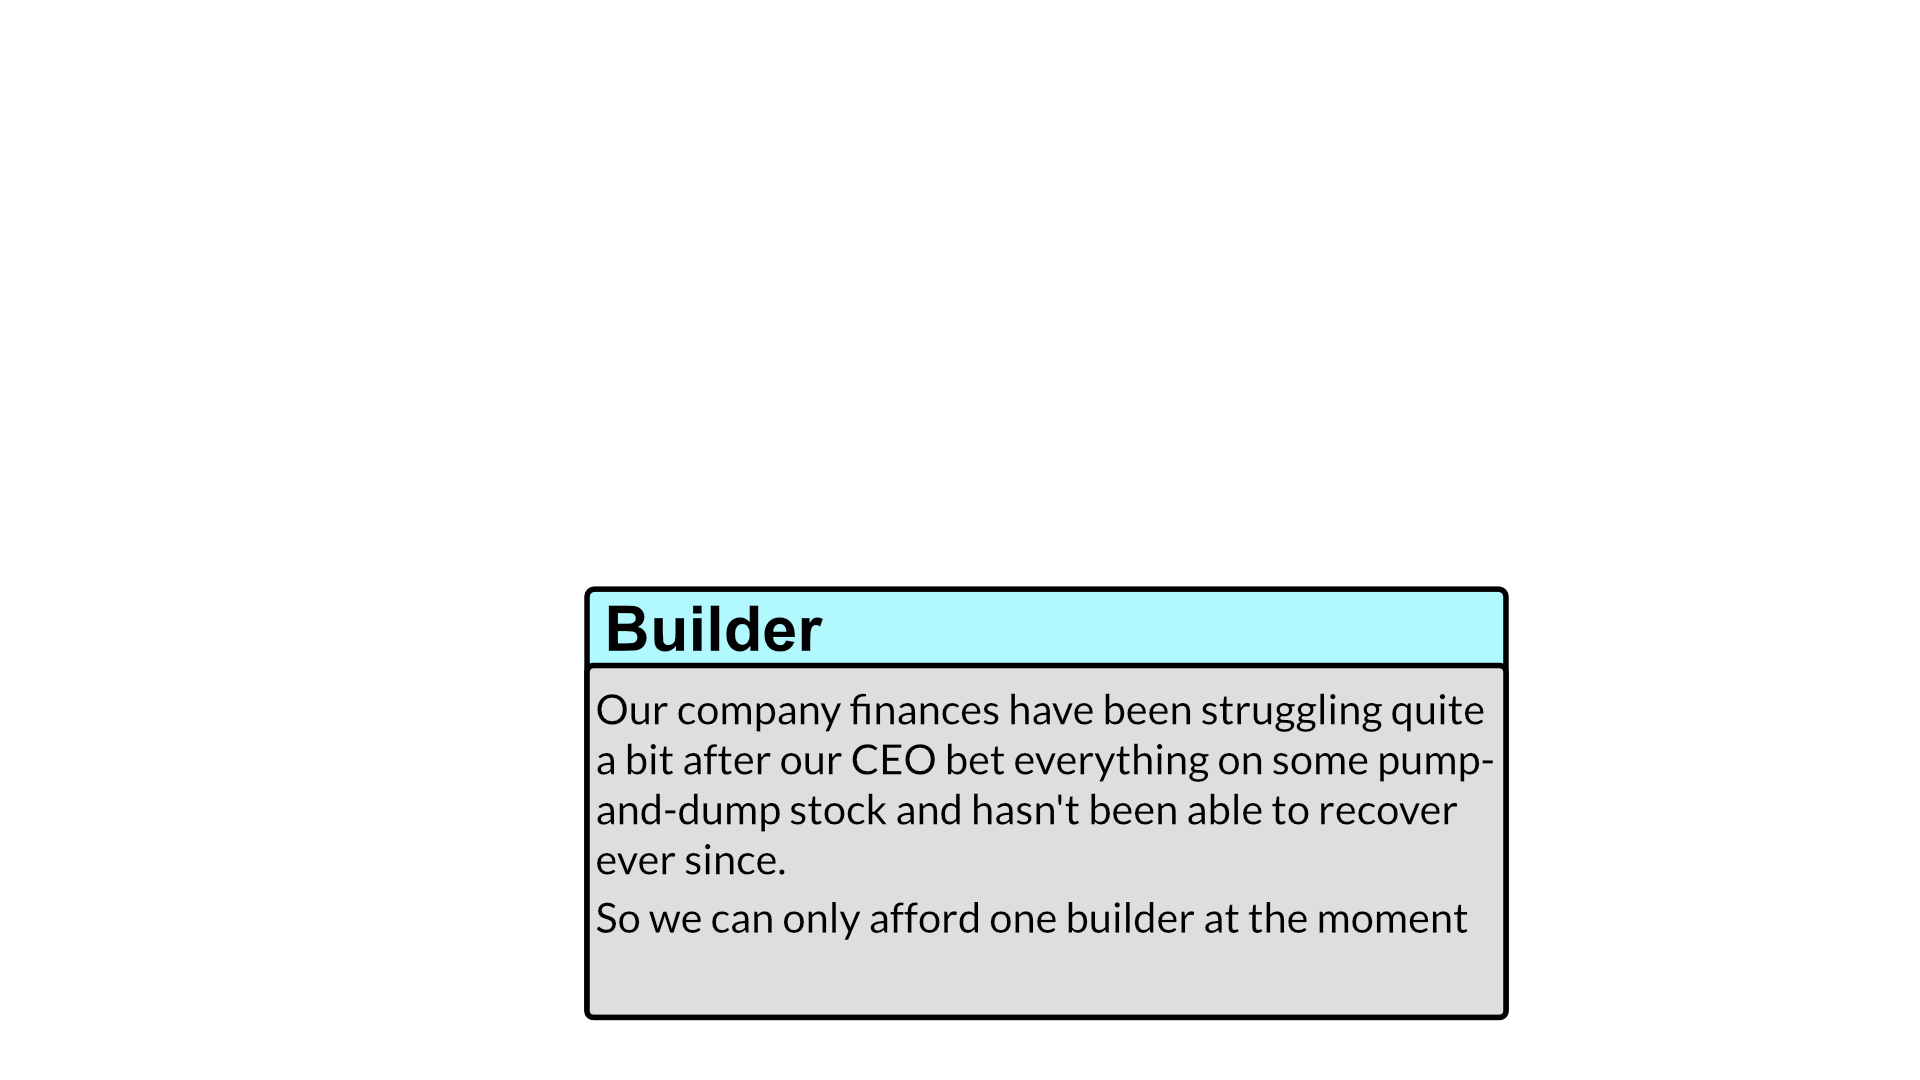 Builder
Our company finances have been struggling quite
a bit after our CEO bet everything on some pump-
and-dump stock and hasn't been able to recover
ever since.
So we can only afford one builder at the moment